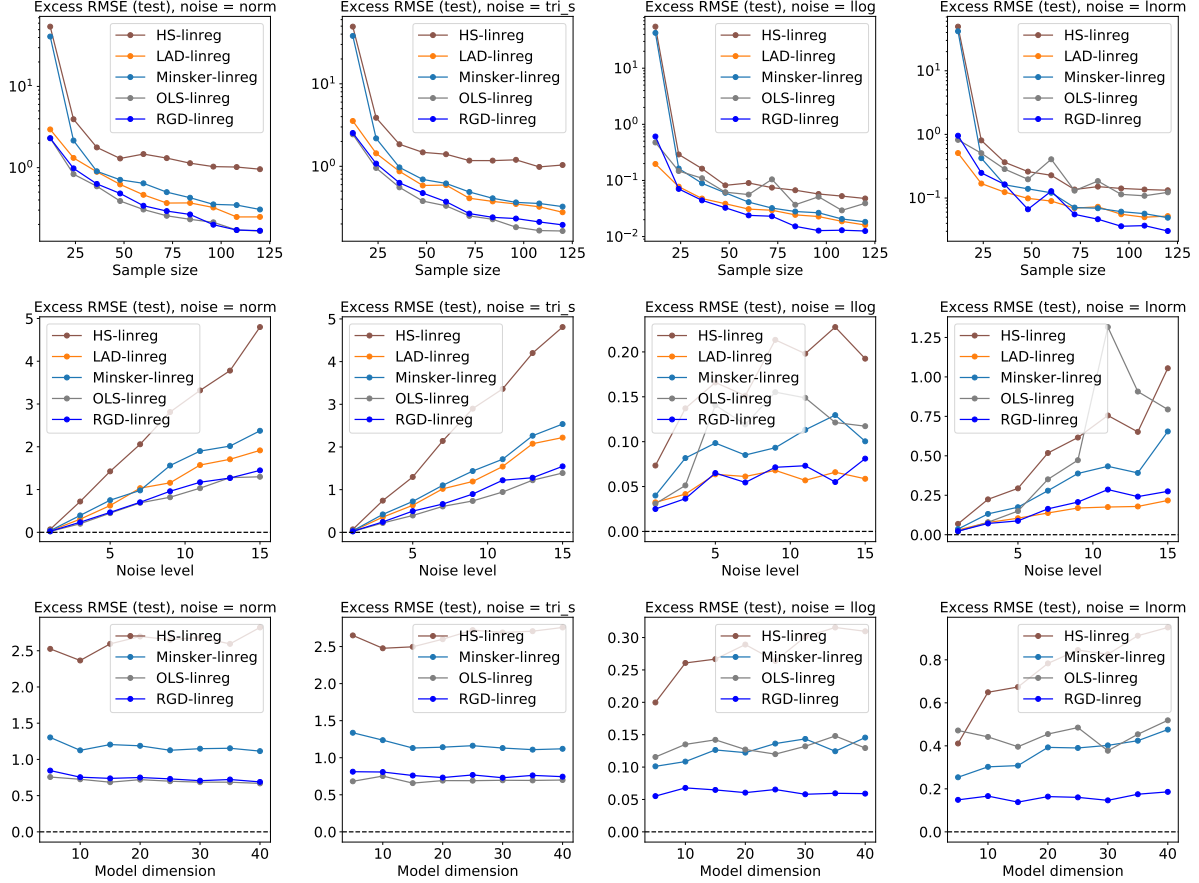 Excess RMSE (test), noise = norm
HS-linreg
LAD-linreg
Minsker-linreg
OLS-linreg
RGD-linreg
10^1
10^0
25 50 75 100 125
Sample size
Excess RMSE (test), noise = tri_s
HS-linreg
LAD-linreg
Minsker-linreg
OLS-linreg
RGD-linreg
10^1
10^0
25 50 75 100 125
Sample size
Excess RMSE (test), noise = llog
HS-linreg
LAD-linreg
Minsker-linreg
OLS-linreg
RGD-linreg
10^1
10^0
10^−1
10^−2
25 50 75 100 125
Sample size
Excess RMSE (test), noise = lnorm
HS-linreg
LAD-linreg
Minsker-linreg
OLS-linreg
RGD-linreg
10^1
10^0
10^−1
25 50 75 100 125
Sample size
Excess RMSE (test), noise = norm
HS-linreg
LAD-linreg
Minsker-linreg
OLS-linreg
RGD-linreg
5
4
3
2
1
0
5 10 15
Noise level
Excess RMSE (test), noise = tri_s
HS-linreg
LAD-linreg
Minsker-linreg
OLS-linreg
RGD-linreg
5
4
3
2
1
0
5 10 15
Noise level
Excess RMSE (test), noise = llog
HS-linreg
LAD-linreg
Minsker-linreg
OLS-linreg
RGD-linreg
0.20
0.15
0.10
0.05
0.00
5 10 15
Noise level
Excess RMSE (test), noise = lnorm
HS-linreg
LAD-linreg
Minsker-linreg
OLS-linreg
RGD-linreg
1.25
1.00
0.75
0.50
0.25
0.00
5 10 15
Noise level
Excess RMSE (test), noise = norm
HS-linreg
Minsker-linreg
OLS-linreg
RGD-linreg
2.5
2.0
1.5
1.0
0.5
0.0
10 20 30 40
Model dimension
Excess RMSE (test), noise = tri_s
HS-linreg
Minsker-linreg
OLS-linreg
RGD-linreg
2.5
2.0
1.5
1.0
0.5
0.0
10 20 30 40
Model dimension
Excess RMSE (test), noise = llog
HS-linreg
Minsker-linreg
OLS-linreg
RGD-linreg
0.30
0.25
0.20
0.15
0.10
0.05
0.00
10 20 30 40
Model dimension
Excess RMSE (test), noise = lnorm
HS-linreg
Minsker-linreg
OLS-linreg
RGD-linreg
0.8
0.6
0.4
0.2
0.0
10 20 30 40
Model dimension